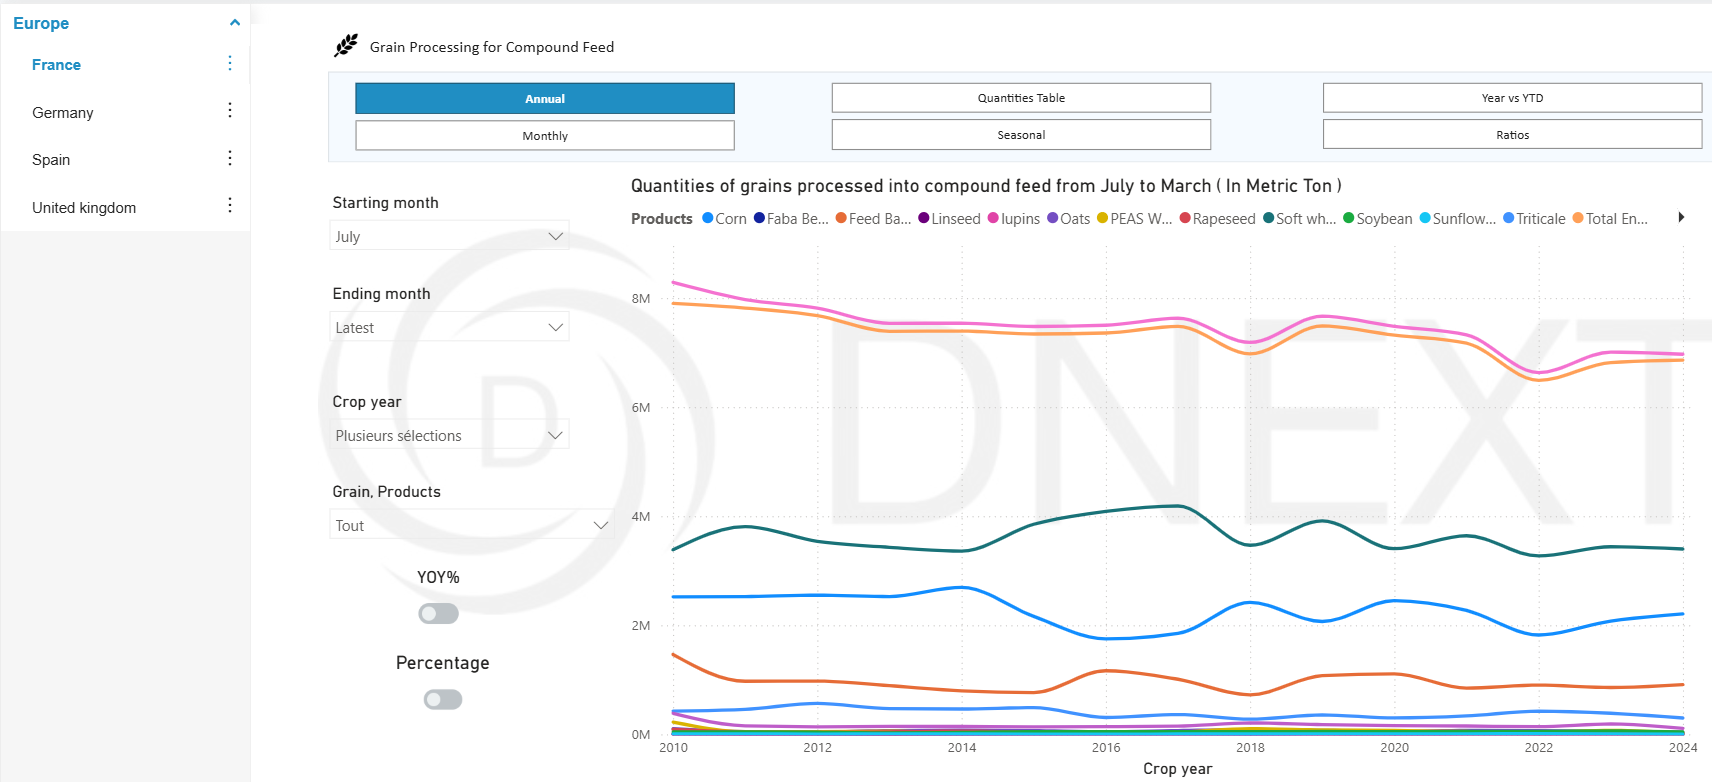 Europe
France
Germany
Spain
United kingdom
Grain Processing for Compound Feed
Annual
Quantities Table
Year vs YTD
Monthly
Seasonal
Ratios
Starting month
July
Ending month
Latest
Crop year
Plusieurs sélections
Grain, Products
Tout
YOY%
Percentage
Quantities of grains processed into compound feed from July to March ( In Metric Ton )
Products Corn Faba Be... Feed Ba... Linseed lupins Oats PEAS W... Rapeseed Soft wh... Soybean Sunflow... Triticale Total En...
8M
6M
4M
2M
0M
2010 2012 2014 2016 2018 2020 2022 2024
Crop year
D
DNEXT